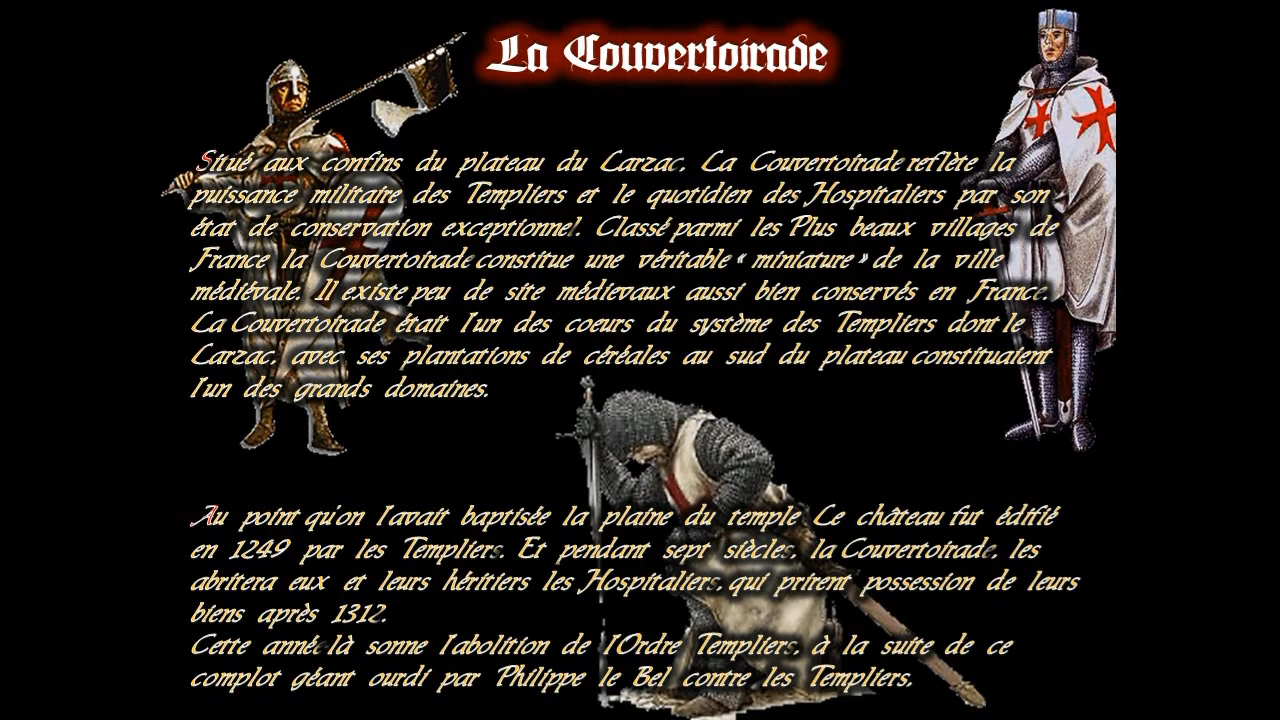 La Couvertoirade
Situé aux confins du plateau du Larzac, La Couvertoirade reflète la
puissance militaire des Templiers et le quotidien des Hospitaliers par son
état de conservation exceptionnel. Classé parmi les Plus beaux villages de
France la Couvertoirade constitue une véritable « miniature » de la ville
médiévale. Il existe peu de site médievaux aussi bien conservés en France.
La Couvertoirade était l'un des coeurs du système des Templiers dont le
Larzac, avec ses plantations de céréales au sud du plateau constituaient
l'un des grands domaines.
Au point qu'on l'avait baptisée la plaine du temple Le château fut édifié
en 1249 par les Templiers. Et pendant sept siècles, la Couvertoirade, les
abritera eux et leurs héritiers les Hospitaliers, qui prirent possession de leurs
biens après 1312.
Cette année là sonne l'abolition de l'Ordre Templiers, à la suite de ce
complot géant ourdi par Philippe le Bel contre les Templiers,